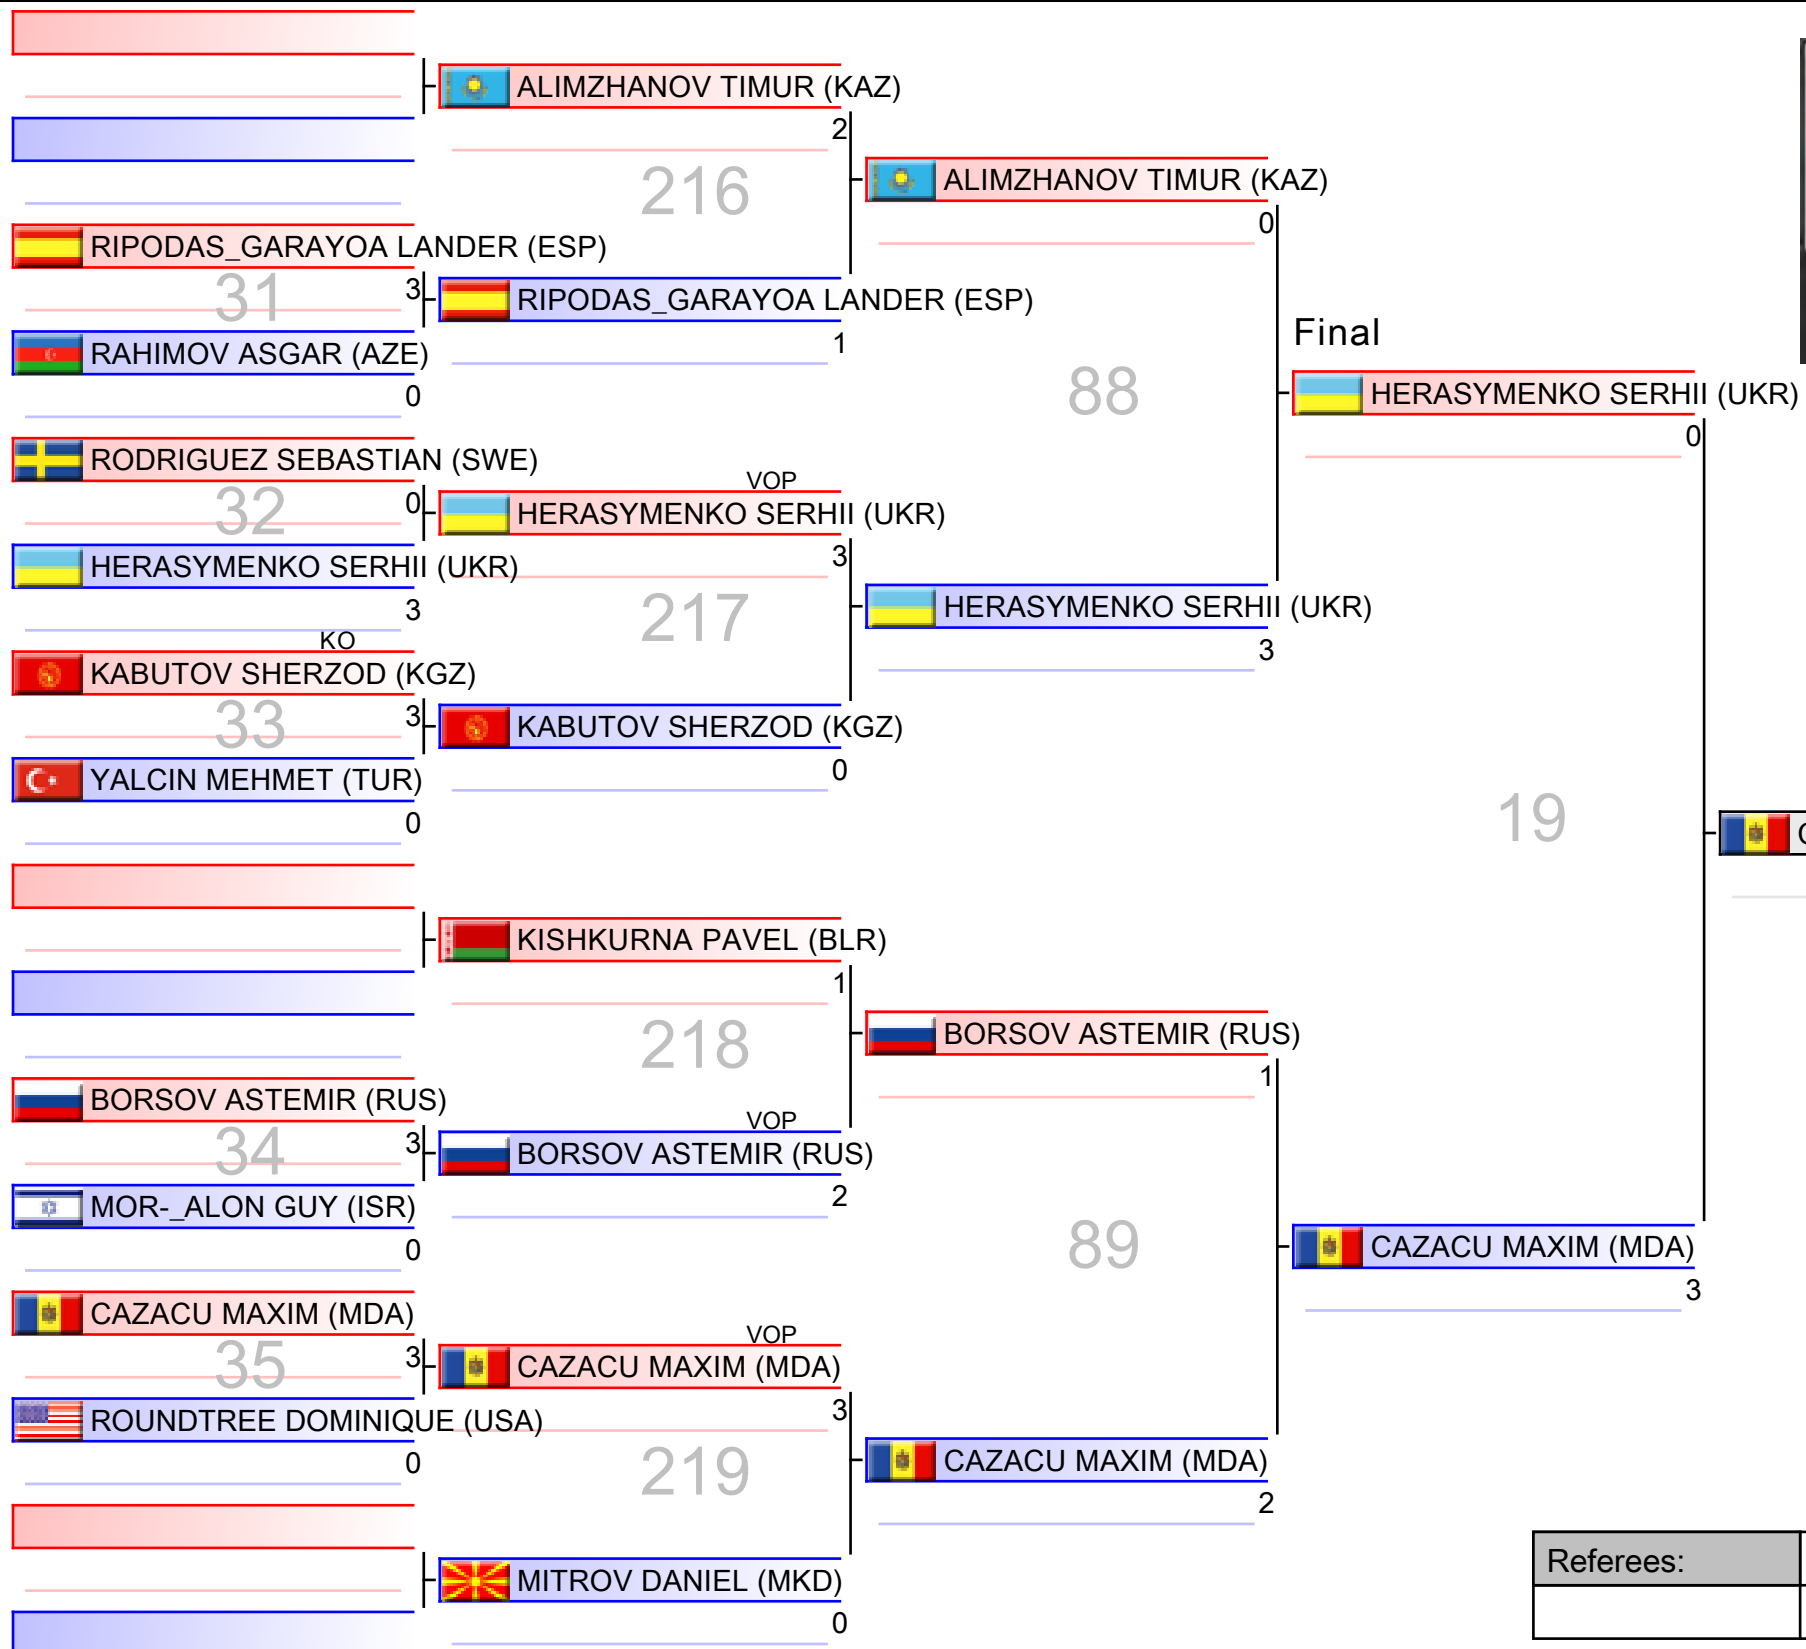 ALIMZHANOV TIMUR (KAZ)
2
216
ALIMZHANOV TIMUR (KAZ)
0
RIPODAS_GARAYOA LANDER (ESP)
31
3
RIPODAS_GARAYOA LANDER (ESP)
1
RAHIMOV ASGAR (AZE)
0
88
Final
HERASYMENKO SERHII (UKR)
0
RODRIGUEZ SEBASTIAN (SWE)
32
0
VOP
HERASYMENKO SERHII (UKR)
3
HERASYMENKO SERHII (UKR)
3
217
HERASYMENKO SERHII (UKR)
3
KO
KABUTOV SHERZOD (KGZ)
33
3
KABUTOV SHERZOD (KGZ)
0
YALCIN MEHMET (TUR)
0
19
KISHKURNA PAVEL (BLR)
1
218
BORSOV ASTEMIR (RUS)
1
BORSOV ASTEMIR (RUS)
34
3
VOP
BORSOV ASTEMIR (RUS)
2
MOR-_ALON GUY (ISR)
0
89
CAZACU MAXIM (MDA)
3
CAZACU MAXIM (MDA)
35
3
VOP
CAZACU MAXIM (MDA)
3
ROUNDTREE DOMINIQUE (USA)
0
219
CAZACU MAXIM (MDA)
2
MITROV DANIEL (MKD)
0
Referees: